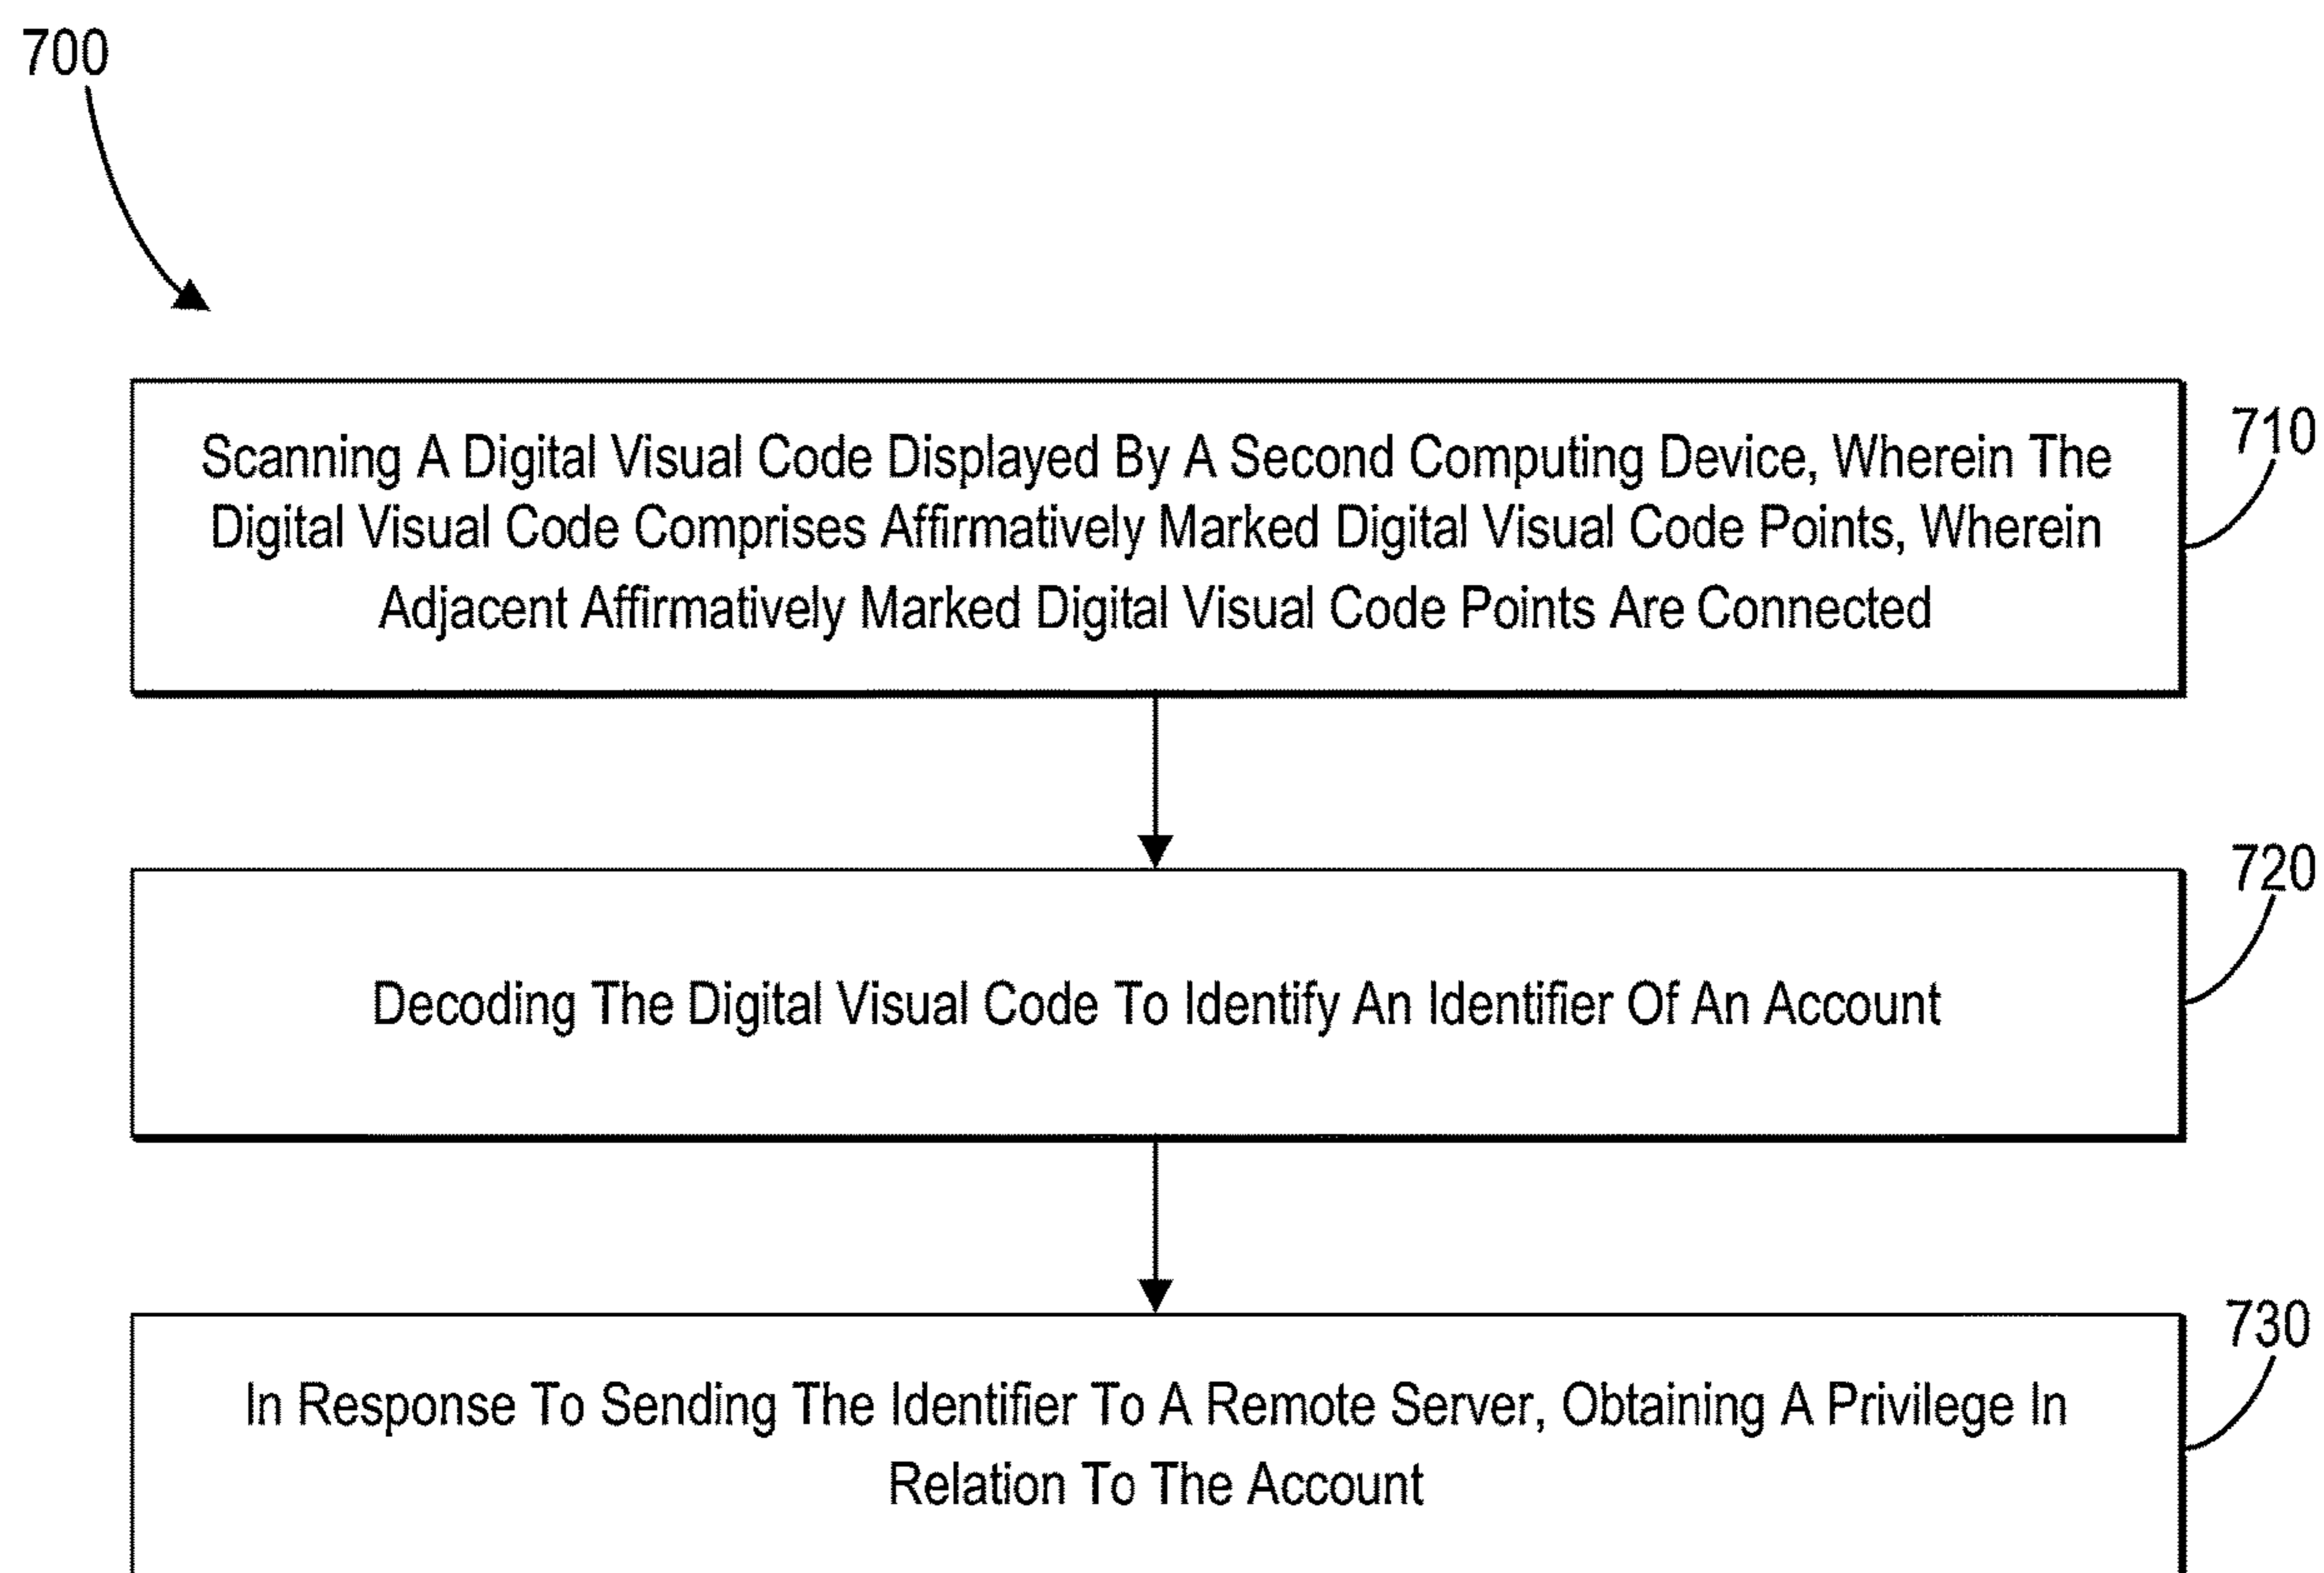 700
Scanning A Digital Visual Code Displayed By A Second Computing Device, Wherein The
Digital Visual Code Comprises Affirmatively Marked Digital Visual Code Points, Wherein
Adjacent Affirmatively Marked Digital Visual Code Points Are Connected
710
Decoding The Digital Visual Code To Identify An Identifier Of An Account
720
In Response To Sending The Identifier To A Remote Server, Obtaining A Privilege In
Relation To The Account
730